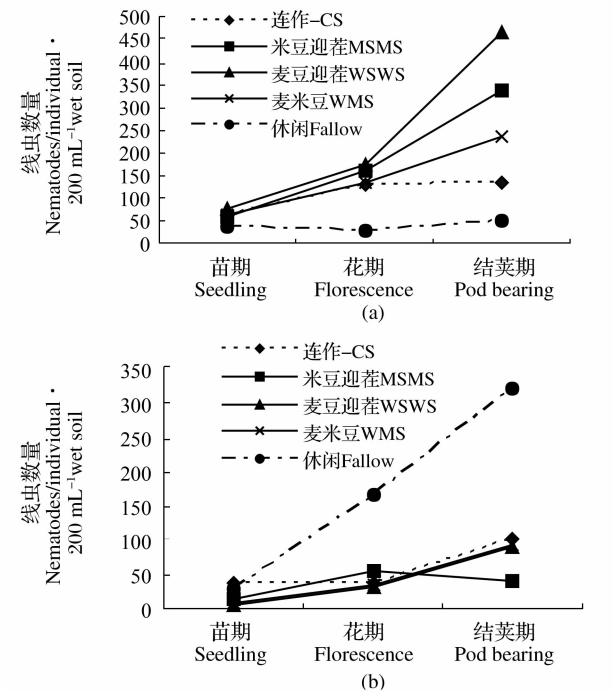 500
450
400
350
300
250
200
150
100
50
0
线虫数量
Nematodes/individual·
200 mL⁻¹wet soil
连作-CS
米豆迎茬MSMS
麦豆迎茬WSWS
麦米豆WMS
休闲Fallow
苗期 花期 结荚期
Seedling Florescence Pod bearing
(a)
350
300
250
200
150
100
50
0
线虫数量
Nematodes/individual·
200 mL⁻¹wet soil
连作-CS
米豆迎茬MSMS
麦豆迎茬WSWS
麦米豆WMS
休闲Fallow
苗期 花期 结荚期
Seedling Florescence Pod bearing
(b)